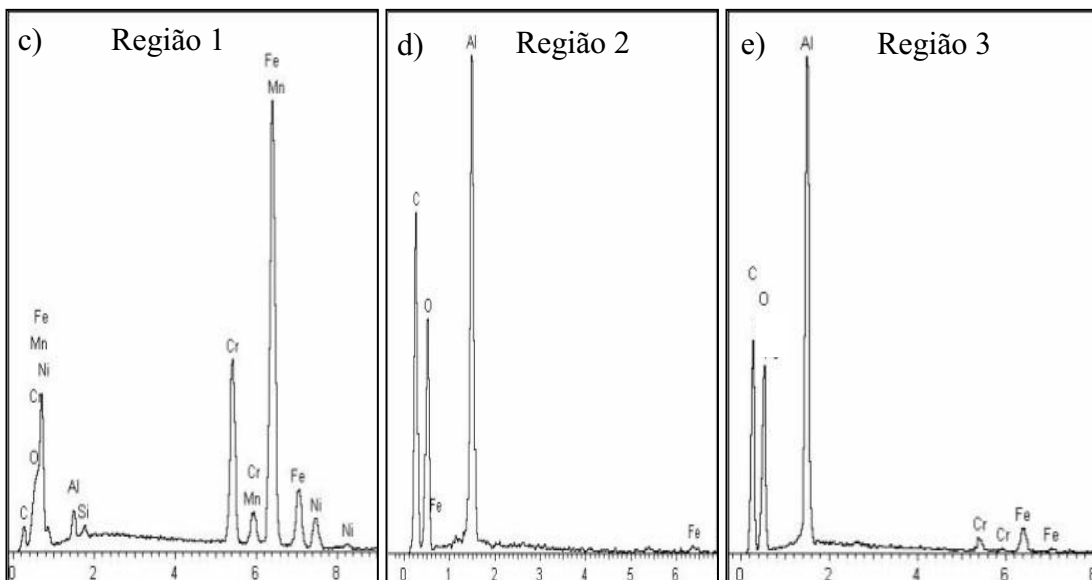 c) Região 1
Fe
Mn
Fe
Mn
Ni
Cr
O
C
Al
Si
Cr
Cr
Mn
Fe
Ni
Ni
0 2 4 6 8
d) Região 2
Al
C
O
Fe
Fe
0 1 2 3 4 5 6
e) Região 3
Al
C
O
Cr
Cr
Fe
Fe
0 2 4 6